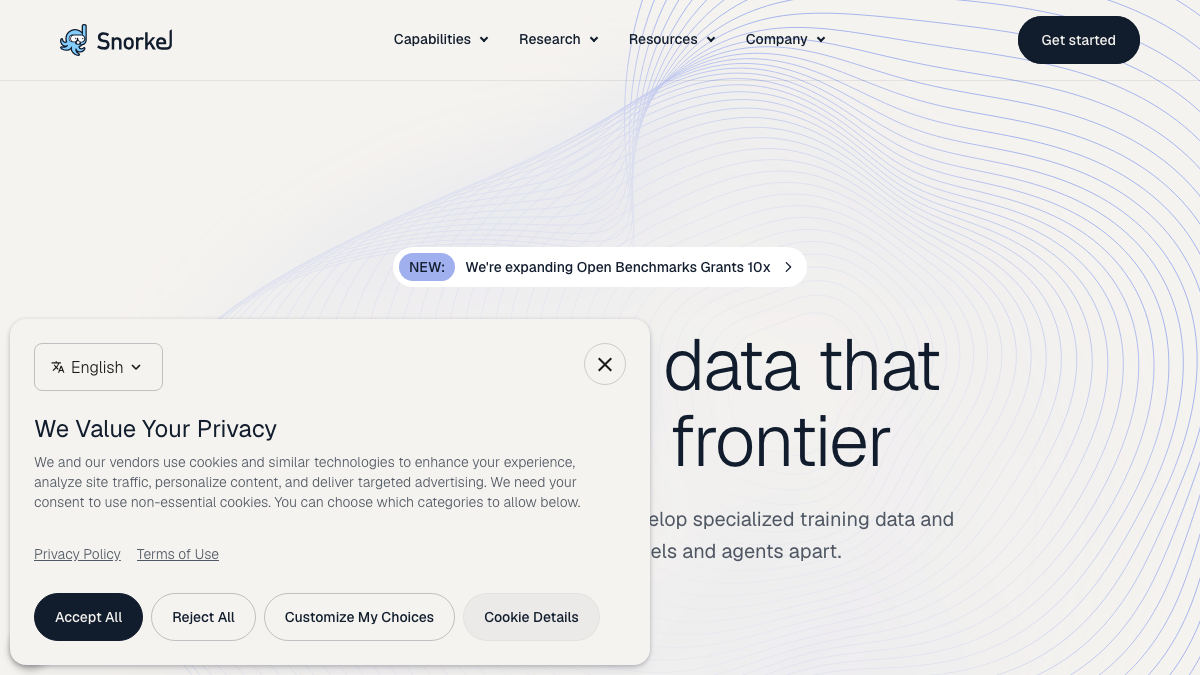 Snorkel
Capabilities Research Resources Company
Get started
NEW: We're expanding Open Benchmarks Grants 10x
data that
frontier
training data and
and agents apart.
English
We Value Your Privacy
We and our vendors use cookies and similar technologies to enhance your experience,
analyze site traffic, personalize content, and deliver targeted advertising. We need your
consent to use non-essential cookies. You can choose which categories to allow below.
Privacy Policy Terms of Use
Accept All Reject All Customize My Choices Cookie Details